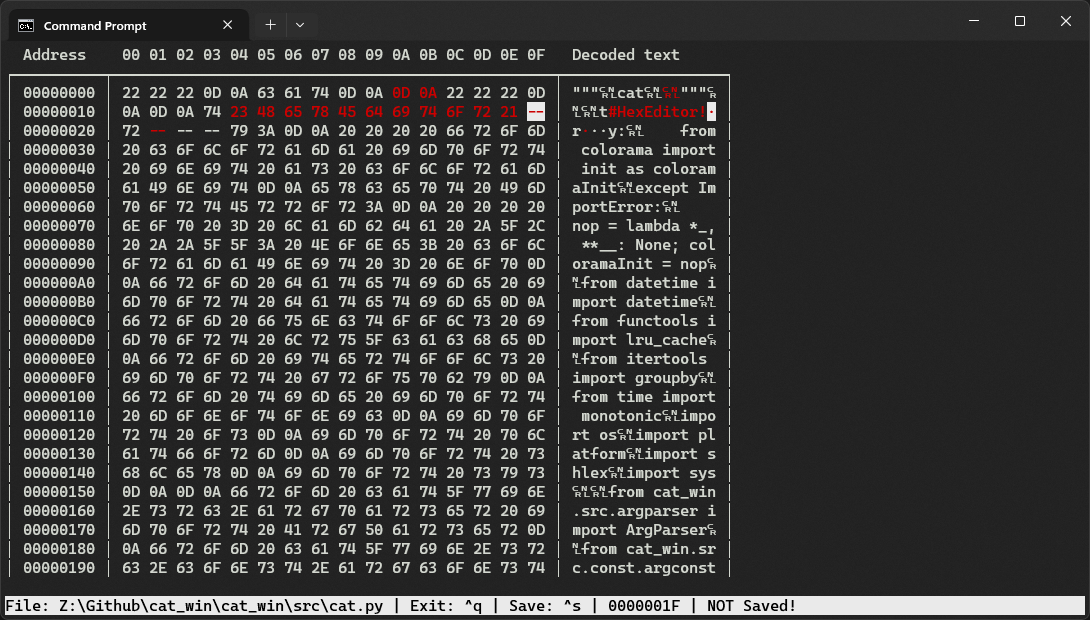 Command Prompt
Address 00 01 02 03 04 05 06 07 08 09 0A 0B 0C 0D 0E 0F Decoded text
00000000 22 22 22 0D 0A 63 61 74 0D 0A 0D 0A 22 22 22 0D """␍␊cat␍␊␍␊"""␍
00000010 0A 0D 0A 74 23 48 65 78 45 64 69 74 6F 72 21 -- ␊␍␊t#HexEditor!·
00000020 72 -- -- -- 79 3A 0D 0A 20 20 20 20 66 72 6F 6D r···y:␍␊    from
00000030 20 63 6F 6C 6F 72 61 6D 61 20 69 6D 70 6F 72 74 colorama import
00000040 20 69 6E 69 74 20 61 73 20 63 6F 6C 6F 72 61 6D init as coloram
00000050 61 49 6E 69 74 0D 0A 65 78 63 65 70 74 20 49 6D aInit␍␊except Im
00000060 70 6F 72 74 45 72 72 6F 72 3A 0D 0A 20 20 20 20 portError:␍␊
00000070 6E 6F 70 20 3D 20 6C 61 6D 62 64 61 20 2A 5F 2C nop = lambda *_,
00000080 20 2A 2A 5F 5F 3A 20 4E 6F 6E 65 3B 20 63 6F 6C **__: None; col
00000090 6F 72 61 6D 61 49 6E 69 74 20 3D 20 6E 6F 70 0D oramaInit = nop␍
000000A0 0A 66 72 6F 6D 20 64 61 74 65 74 69 6D 65 20 69 ␊from datetime i
000000B0 6D 70 6F 72 74 20 64 61 74 65 74 69 6D 65 0D 0A mport datetime␍␊
000000C0 66 72 6F 6D 20 66 75 6E 63 74 6F 6F 6C 73 20 69 from functools i
000000D0 6D 70 6F 72 74 20 6C 72 75 5F 63 61 63 68 65 0D mport lru_cache␍
000000E0 0A 66 72 6F 6D 20 69 74 65 72 74 6F 6F 6C 73 20 ␊from itertools
000000F0 69 6D 70 6F 72 74 20 67 72 6F 75 70 62 79 0D 0A import groupby␍␊
00000100 66 72 6F 6D 20 74 69 6D 65 20 69 6D 70 6F 72 74 from time import
00000110 20 6D 6F 6E 6F 74 6F 6E 69 63 0D 0A 69 6D 70 6F monotonic␍␊impo
00000120 72 74 20 6F 73 0D 0A 69 6D 70 6F 72 74 20 70 6C rt os␍␊import pl
00000130 61 74 66 6F 72 6D 0D 0A 69 6D 70 6F 72 74 20 73 atform␍␊import s
00000140 68 6C 65 78 0D 0A 69 6D 70 6F 72 74 20 73 79 73 hlex␍␊import sys
00000150 0D 0A 0D 0A 66 72 6F 6D 20 63 61 74 5F 77 69 6E ␍␊␍␊from cat_win
00000160 2E 73 72 63 2E 61 72 67 70 61 72 73 65 72 20 69 .src.argparser i
00000170 6D 70 6F 72 74 20 41 72 67 50 61 72 73 65 72 0D mport ArgParser␍
00000180 0A 66 72 6F 6D 20 63 61 74 5F 77 69 6E 2E 73 72 ␊from cat_win.sr
00000190 63 2E 63 6F 6E 73 74 2E 61 72 67 63 6F 6E 73 74 c.const.argconst
File: Z:\Github\cat_win\cat_win\src\cat.py | Exit: ^q | Save: ^s | 0000001F | NOT Saved!